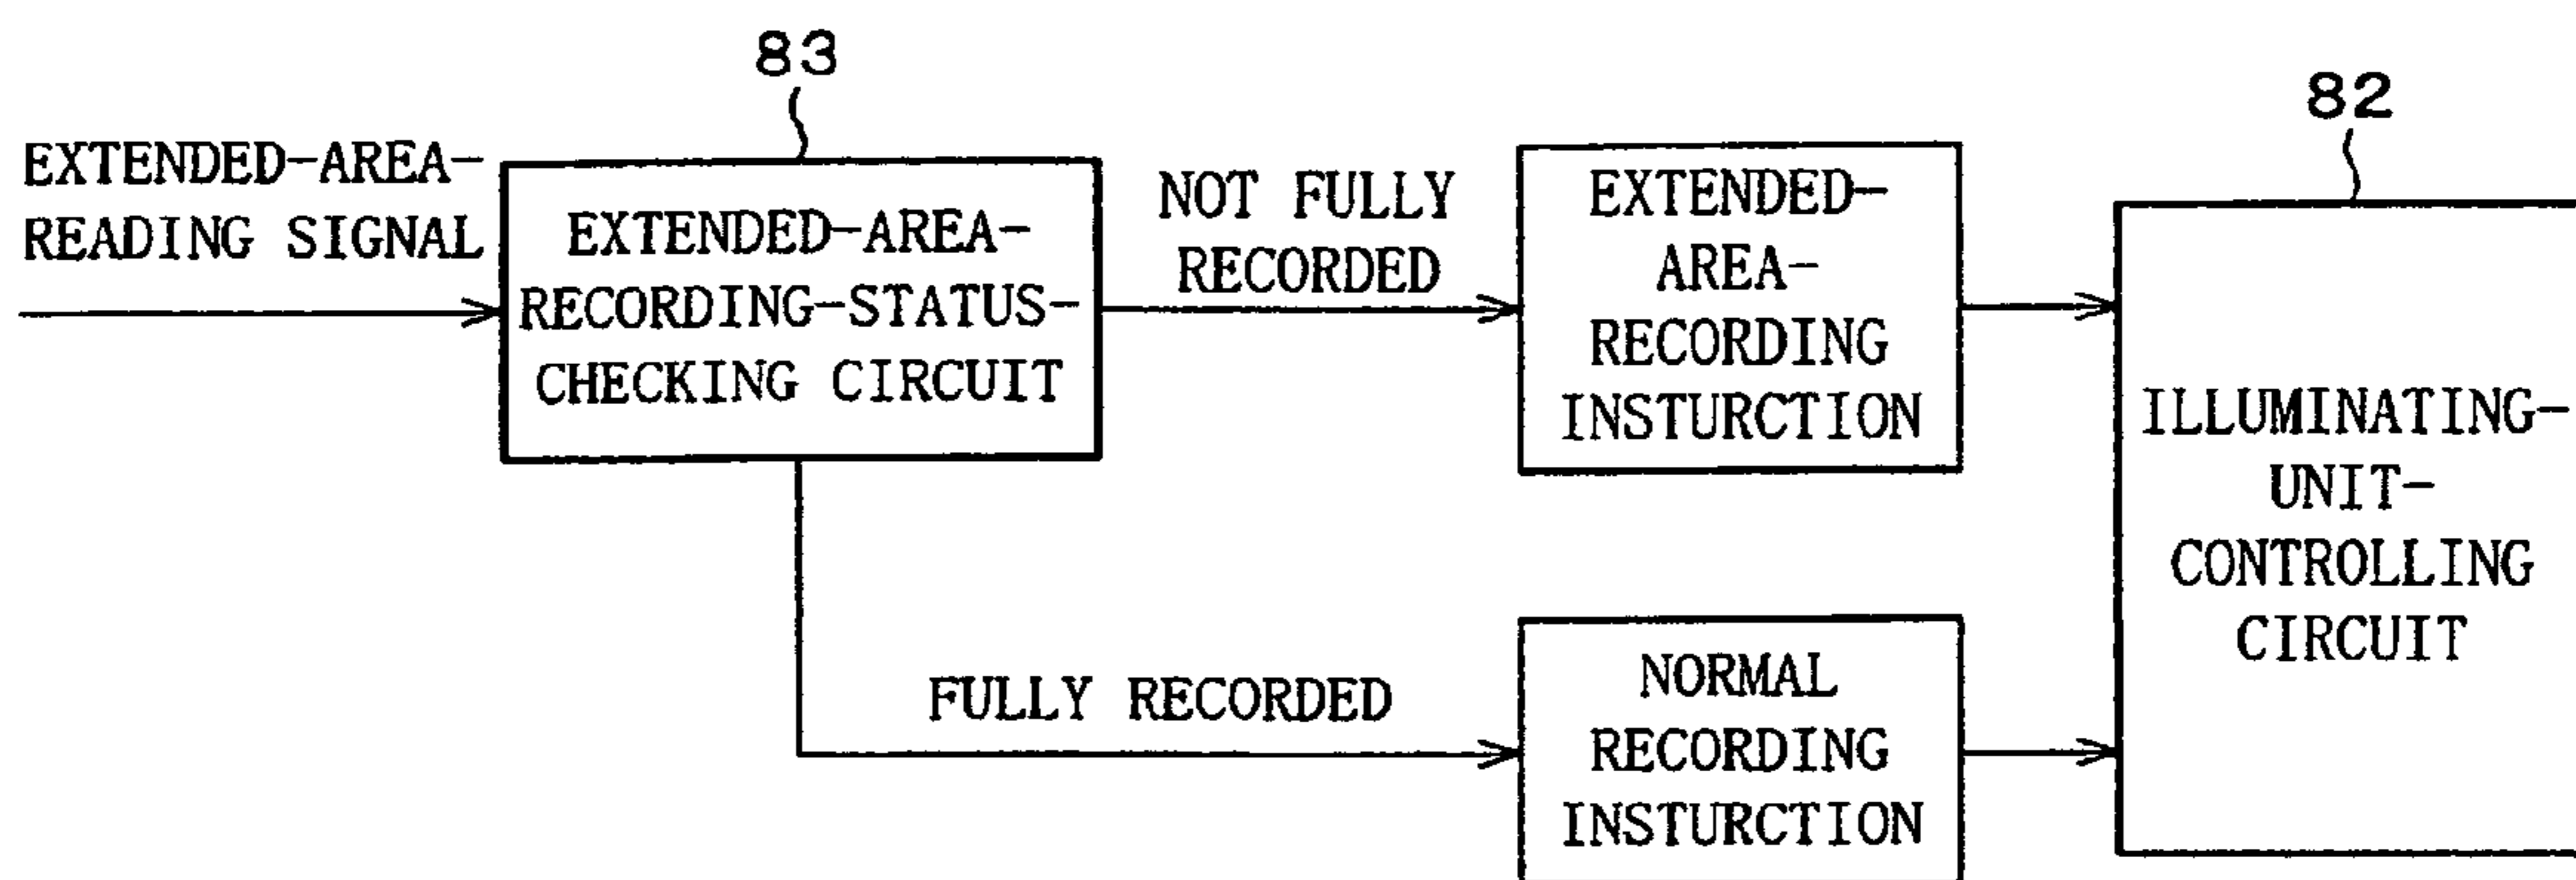 83
EXTENDED-AREA-
READING SIGNAL
EXTENDED-AREA-
RECORDING-STATUS-
CHECKING CIRCUIT
NOT FULLY
RECORDED
EXTENDED-
AREA-
RECORDING
INSTURCTION
82
ILLUMINATING-
UNIT-
CONTROLLING
CIRCUIT
FULLY RECORDED
NORMAL
RECORDING
INSTURCTION